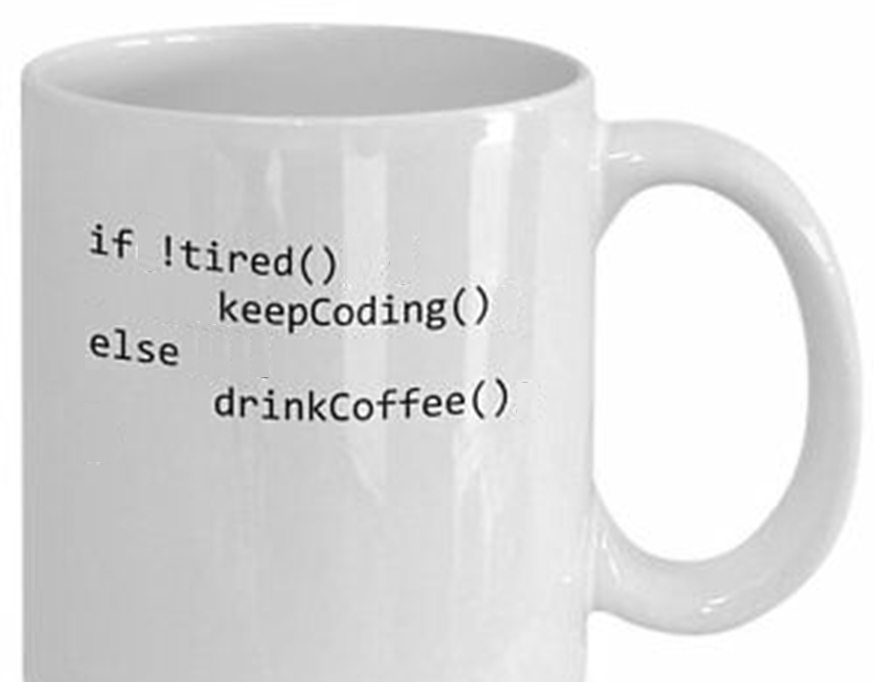 if !tired()
keepCoding()
else
drinkCoffee()